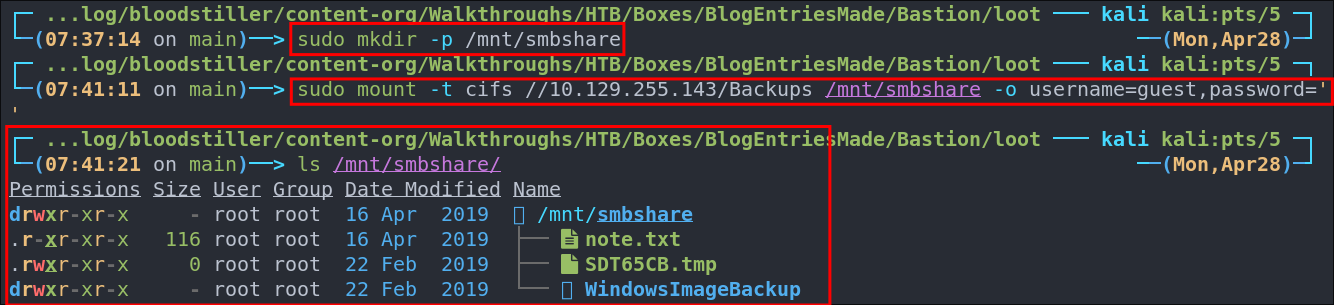 ...log/bloodstiller/content-org/Walkthroughs/HTB/Boxes/BlogEntriesMade/Bastion/loot kali kali:pts/5
(07:37:14 on main)──> sudo mkdir -p /mnt/smbshare (Mon,Apr28)
...log/bloodstiller/content-org/Walkthroughs/HTB/Boxes/BlogEntriesMade/Bastion/loot kali kali:pts/5
(07:41:11 on main)──> sudo mount -t cifs //10.129.255.143/Backups /mnt/smbshare -o username=guest,password='
'
...log/bloodstiller/content-org/Walkthroughs/HTB/Boxes/BlogEntriesMade/Bastion/loot kali kali:pts/5
(07:41:21 on main)──> ls /mnt/smbshare/ (Mon,Apr28)
Permissions Size User Group Date Modified Name
drwxr-xr-x - root root 16 Apr 2019 /mnt/smbshare
.r-xr-xr-x 116 root root 16 Apr 2019 note.txt
.rwxr-xr-x 0 root root 22 Feb 2019 SDT65CB.tmp
drwxr-xr-x - root root 22 Feb 2019 WindowsImageBackup